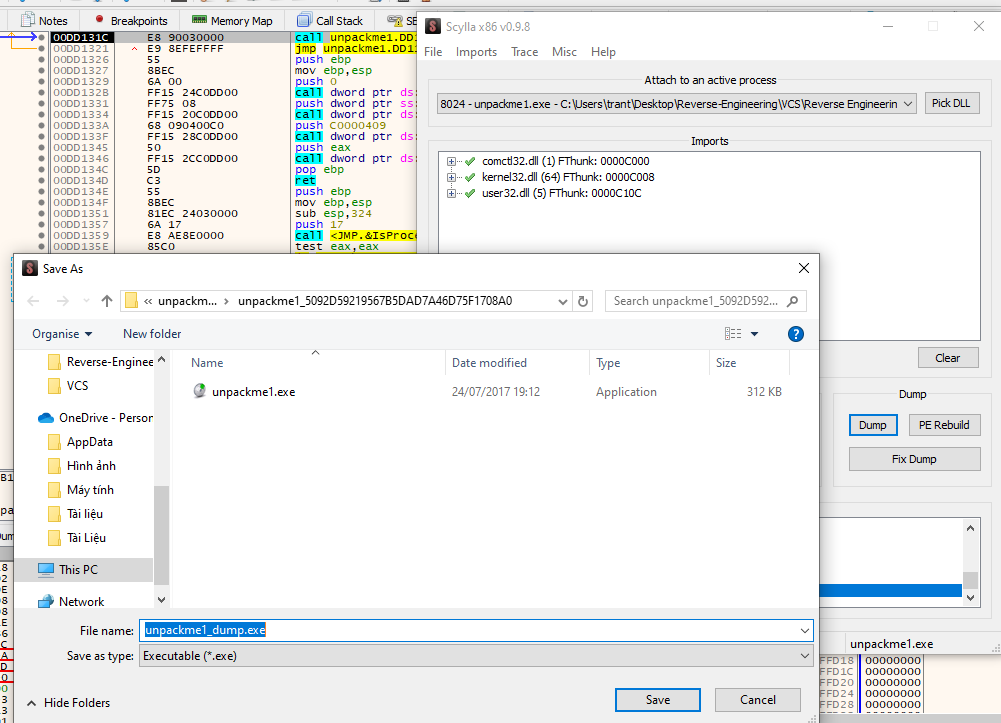 Notes Breakpoints Memory Map Call Stack
00DD131C E8 90030000 call unpackme1.DD1
00DD1321 E9 8EFEFFFF jmp unpackme1.DD11
00DD1326 55 push ebp
00DD1327 8BEC mov ebp,esp
00DD1329 6A 00 push 0
00DD132B FF15 24C0DD00 call dword ptr ds:
00DD1331 FF75 08 push dword ptr ss:
00DD1334 FF15 20C0DD00 call dword ptr ds:
00DD133A 68 090400C0 push C0000409
00DD133F FF15 28C0DD00 call dword ptr ds:
00DD1345 50 push eax
00DD1346 FF15 2CC0DD00 call dword ptr ds:
00DD134C 5D pop ebp
00DD134D C3 ret
00DD134E 55 push ebp
00DD134F 8BEC mov ebp,esp
00DD1351 81EC 24030000 sub esp,324
00DD1357 6A 17 push 17
00DD1359 E8 AE8E0000 call <JMP.&IsProce
00DD135E 85C0 test eax,eax
Scylla x86 v0.9.8
File Imports Trace Misc Help
Attach to an active process
8024 - unpackme1.exe - C:\Users\trant\Desktop\Reverse-Engineering\VCS\Reverse Engineerin
Pick DLL
Imports
comctl32.dll (1) FThunk: 0000C000
kernel32.dll (64) FThunk: 0000C008
user32.dll (5) FThunk: 0000C10C
Clear
Dump
Dump PE Rebuild
Fix Dump
unpackme1.exe
Save As
« unpackm... › unpackme1_5092D59219567B5DAD7A46D75F1708A0
Search unpackme1_5092D592...
Organise New folder
Name Date modified Type Size
unpackme1.exe 24/07/2017 19:12 Application 312 KB
Reverse-Enginee
VCS
OneDrive - Person
AppData
Hình ảnh
Máy tính
Tài liệu
Tài Liệu
This PC
Network
File name: unpackme1_dump.exe
Save as type: Executable (*.exe)
Hide Folders
Save Cancel
FFD18 00000000
FFD1C 00000000
FFD20 00000000
FFD24 00000000
FFD28 00000000